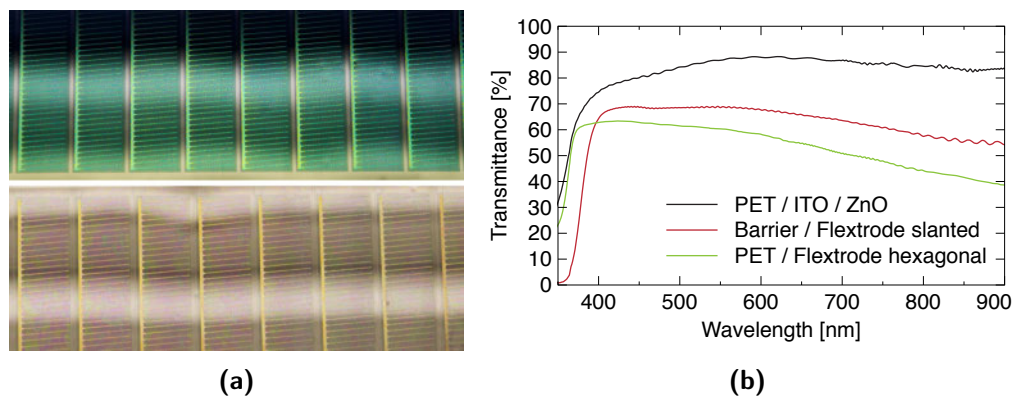 100
90
80
70
60
50
40
30
20
10
0
Transmittance [%]
PET / ITO / ZnO
Barrier / Flextrode slanted
PET / Flextrode hexagonal
400 500 600 700 800 900
Wavelength [nm]
(a) (b)